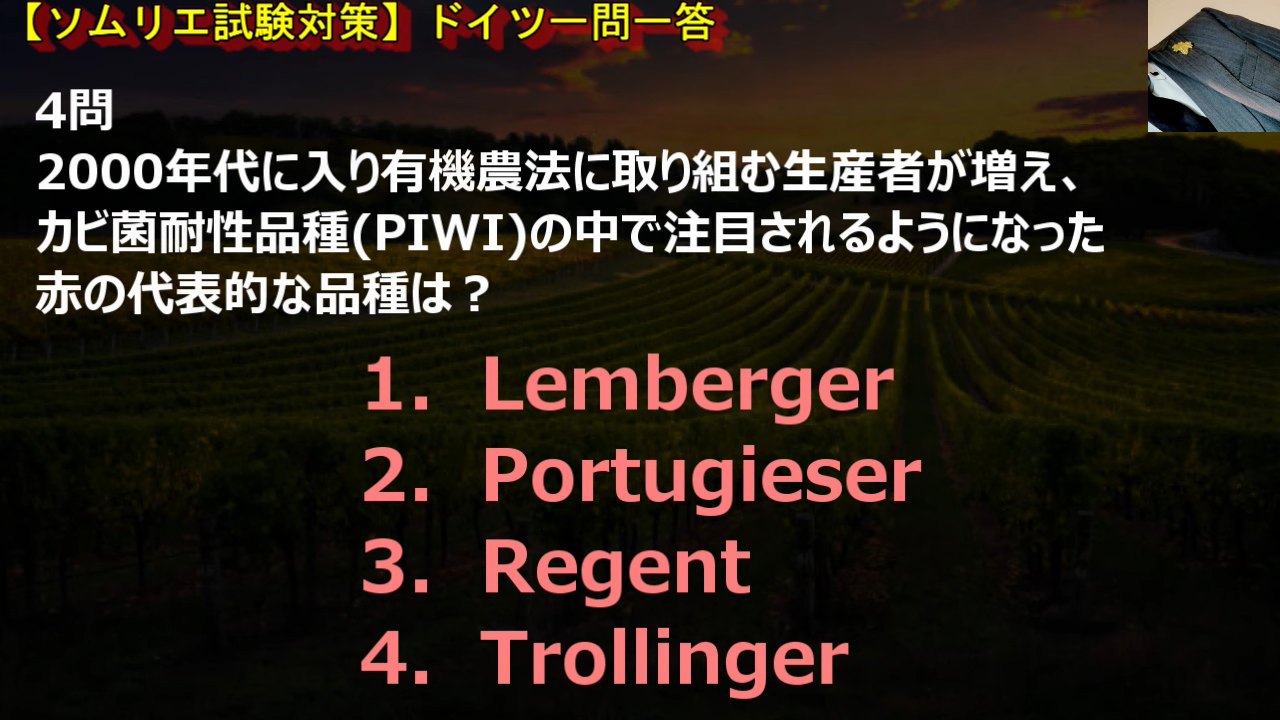 【ソムリエ試験対策】ドイツ一問一答
4問
2000年代に入り有機農法に取り組む生産者が増え、
カビ菌耐性品種(PIWI)の中で注目されるようになった
赤の代表的な品種は？
1. Lemberger
2. Portugieser
3. Regent
4. Trollinger